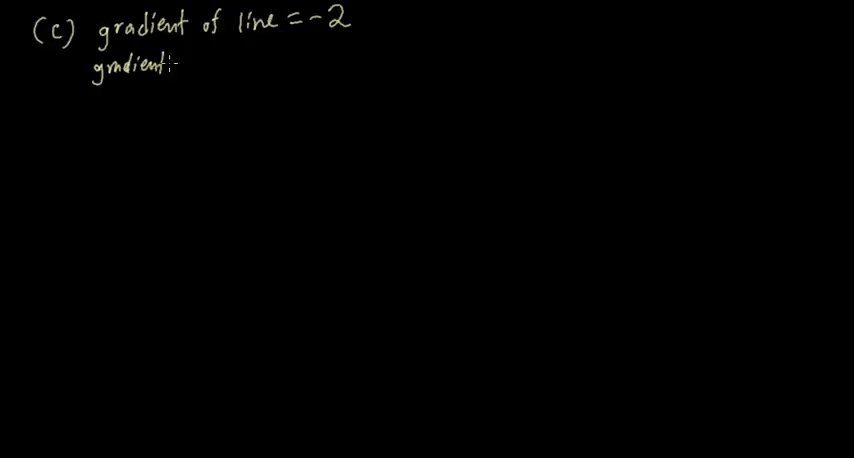 (c) gradient of line = -2
gradient